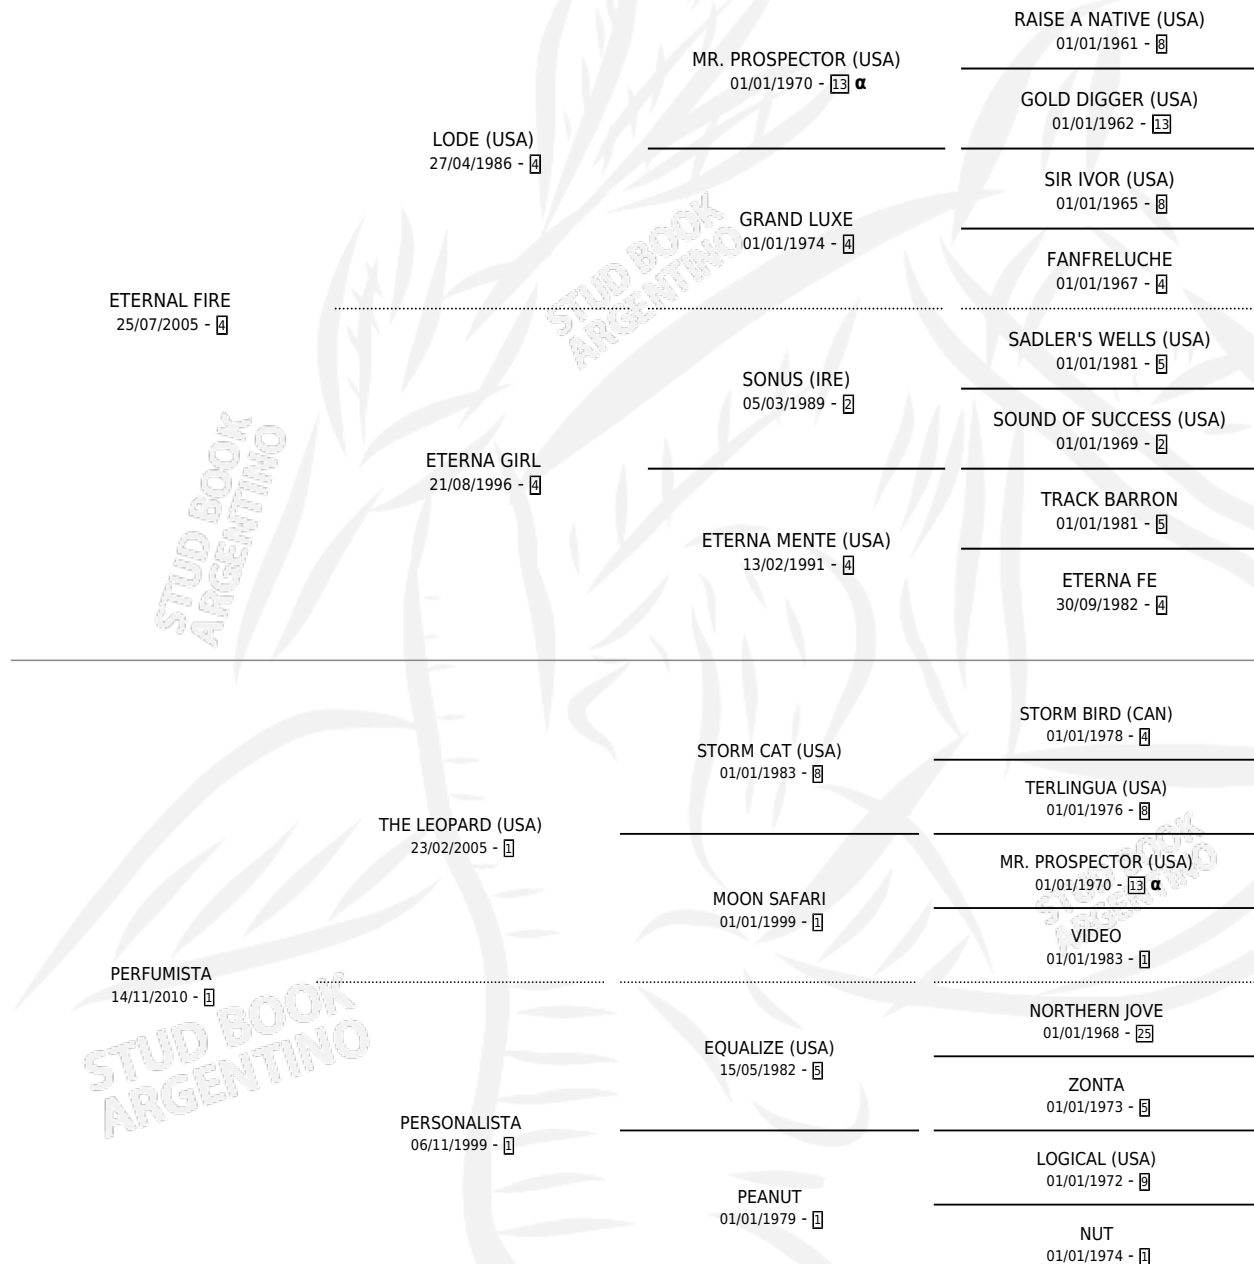 RAISE A NATIVE (USA)
01/01/1961 - 8
MR. PROSPECTOR (USA)
01/01/1970 - 13 α
GOLD DIGGER (USA)
01/01/1962 - 13
LODE (USA)
27/04/1986 - 4
SIR IVOR (USA)
01/01/1965 - 8
GRAND LUXE
01/01/1974 - 4
FANFRELUCHE
01/01/1967 - 4
STUD BOOK
ARGENTINO
ETERNAL FIRE
25/07/2005 - 4
SADLER'S WELLS (USA)
01/01/1981 - 5
SONUS (IRE)
05/03/1989 - 2
SOUND OF SUCCESS (USA)
01/01/1969 - 2
ETERNA GIRL
21/08/1996 - 4
TRACK BARRON
01/01/1981 - 5
ETERNA MENTE (USA)
13/02/1991 - 4
ETERNA FE
30/09/1982 - 4
STUD BOOK
ARGENTINO
STORM BIRD (CAN)
01/01/1978 - 4
STORM CAT (USA)
01/01/1983 - 8
TERLINGUA (USA)
01/01/1976 - 8
THE LEOPARD (USA)
23/02/2005 - 1
MR. PROSPECTOR (USA)
01/01/1970 - 13 α
MOON SAFARI
01/01/1999 - 1
VIDEO
01/01/1983 - 1
STUD BOOK
ARGENTINO
PERFUMISTA
14/11/2010 - 1
NORTHERN JOVE
01/01/1968 - 25
EQUALIZE (USA)
15/05/1982 - 5
ZONTA
01/01/1973 - 5
PERSONALISTA
06/11/1999 - 1
LOGICAL (USA)
01/01/1972 - 9
PEANUT
01/01/1979 - 1
NUT
01/01/1974 - 1
STUD BOOK
ARGENTINO